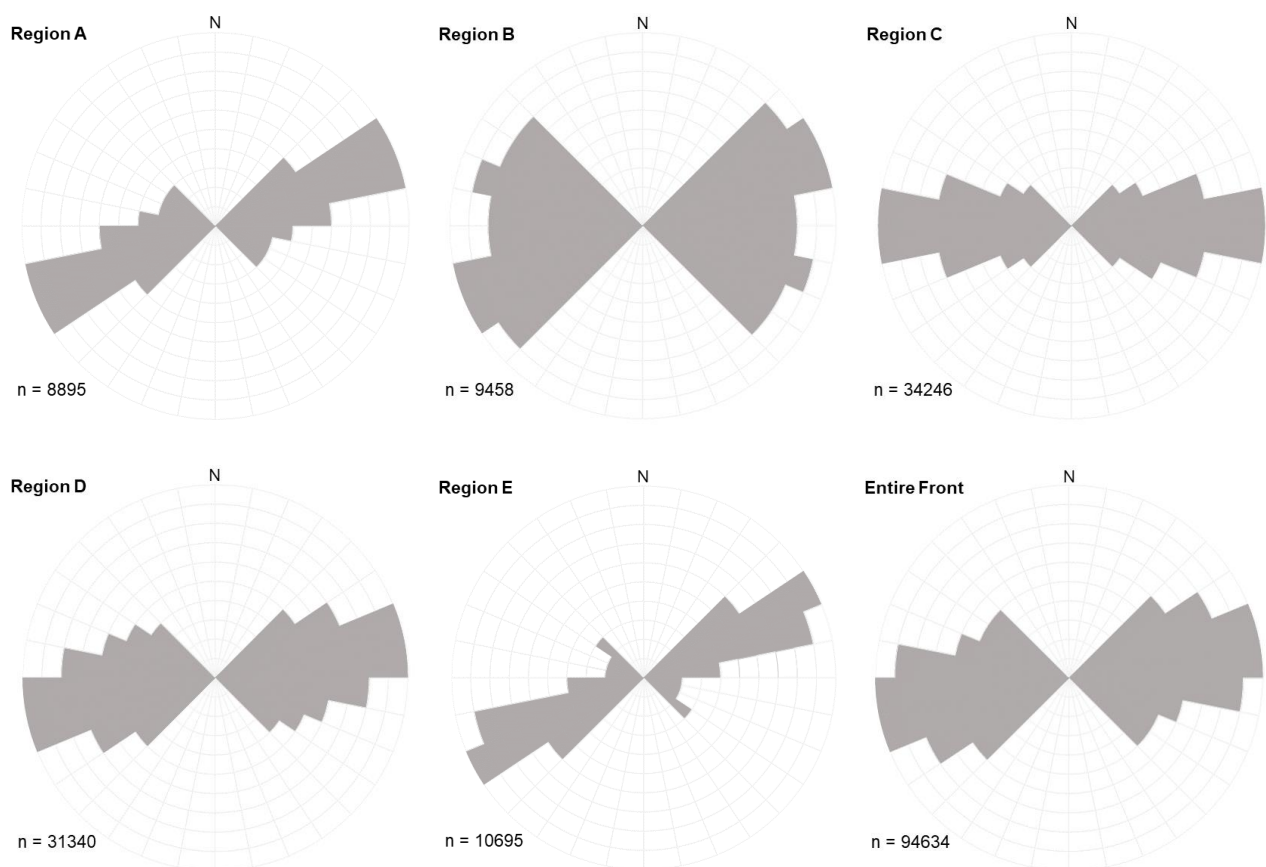 N
Region A
n = 8895
N
Region B
n = 9458
N
Region C
n = 34246
N
Region D
n = 31340
N
Region E
n = 10695
N
Entire Front
n = 94634